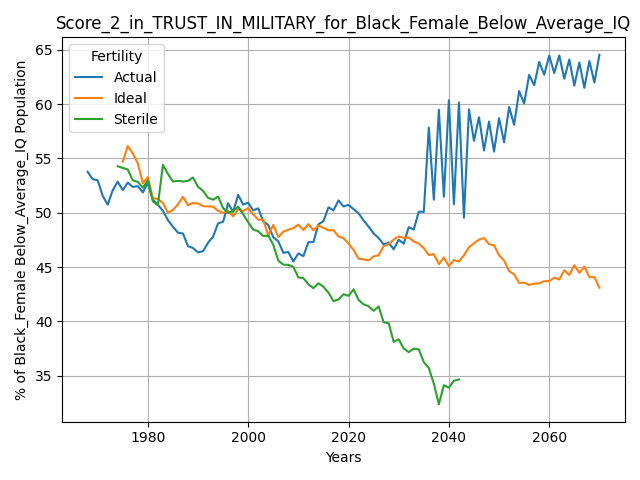 Score_2_in_TRUST_IN_MILITARY_for_Black_Female_Below_Average_IQ
% of Black_Female Below_Average_IQ Population
65
60
55
50
45
40
35
Fertility
Actual
Ideal
Sterile
1980
2000
2020
2040
2060
Years